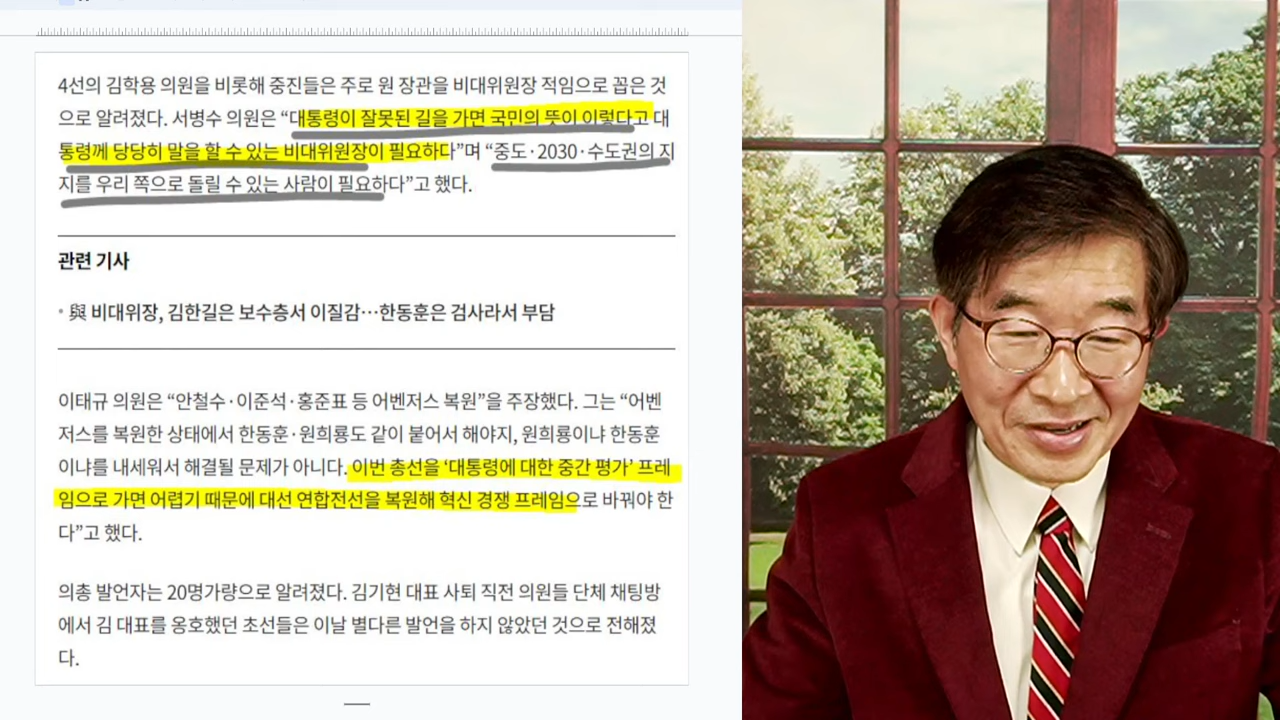 4선의 김학용 의원을 비롯해 중진들은 주로 원 장관을 비대위원장 적임으로 꼽은 것
으로 알려졌다. 서병수 의원은 “대통령이 잘못된 길을 가면 국민의 뜻이 이렇다고 대
통령께 당당히 말을 할 수 있는 비대위원장이 필요하다”며 “중도·2030·수도권의 지
지를 우리 쪽으로 돌릴 수 있는 사람이 필요하다”고 했다.
관련 기사
• 與 비대위장, 김한길은 보수층서 이질감…한동훈은 검사라서 부담
이태규 의원은 “안철수·이준석·홍준표 등 어벤저스 복원”을 주장했다. 그는 “어벤
저스를 복원한 상태에서 한동훈·원희룡도 같이 붙어서 해야지, 원희룡이냐 한동훈
이냐를 내세워서 해결될 문제가 아니다. 이번 총선을 ‘대통령에 대한 중간 평가’ 프레
임으로 가면 어렵기 때문에 대선 연합전선을 복원해 혁신 경쟁 프레임으로 바꿔야 한
다”고 했다.
의총 발언자는 20명가량으로 알려졌다. 김기현 대표 사퇴 직전 의원들 단체 채팅방
에서 김 대표를 옹호했던 초선들은 이날 별다른 발언을 하지 않았던 것으로 전해졌
다.